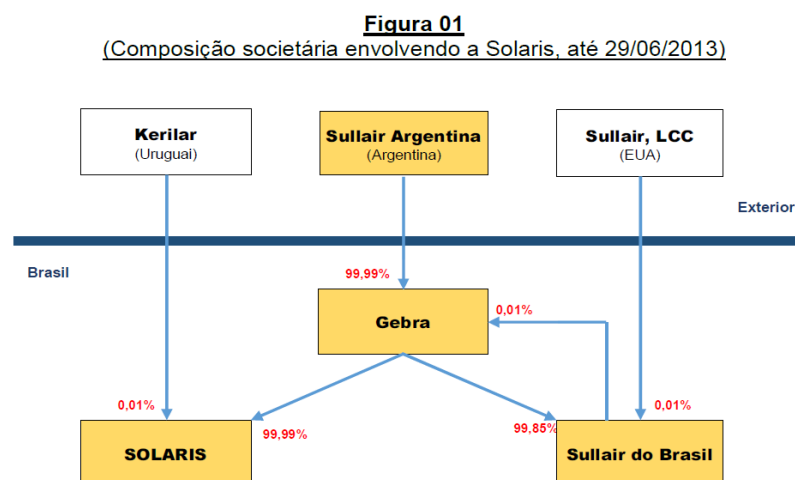 Figura 01
(Composição societária envolvendo a Solaris, até 29/06/2013)
Kerilar
(Uruguai)
Sullair Argentina
(Argentina)
Sullair, LCC
(EUA)
Exterior
Brasil
99,99%
Gebra
0,01%
0,01%
99,99%
99,85%
0,01%
SOLARIS
Sullair do Brasil